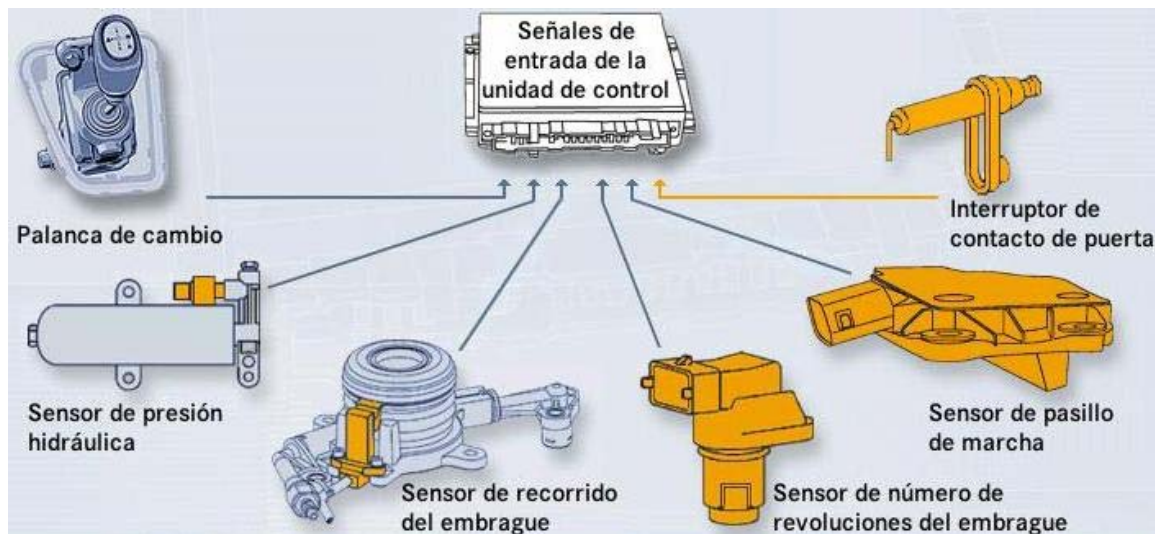 Señales de
entrada de la
unidad de control
Palanca de cambio
Interruptor de
contacto de puerta
Sensor de presión
hidráulica
Sensor de recorrido
del embrague
Sensor de número de
revoluciones del embrague
Sensor de pasillo
de marcha